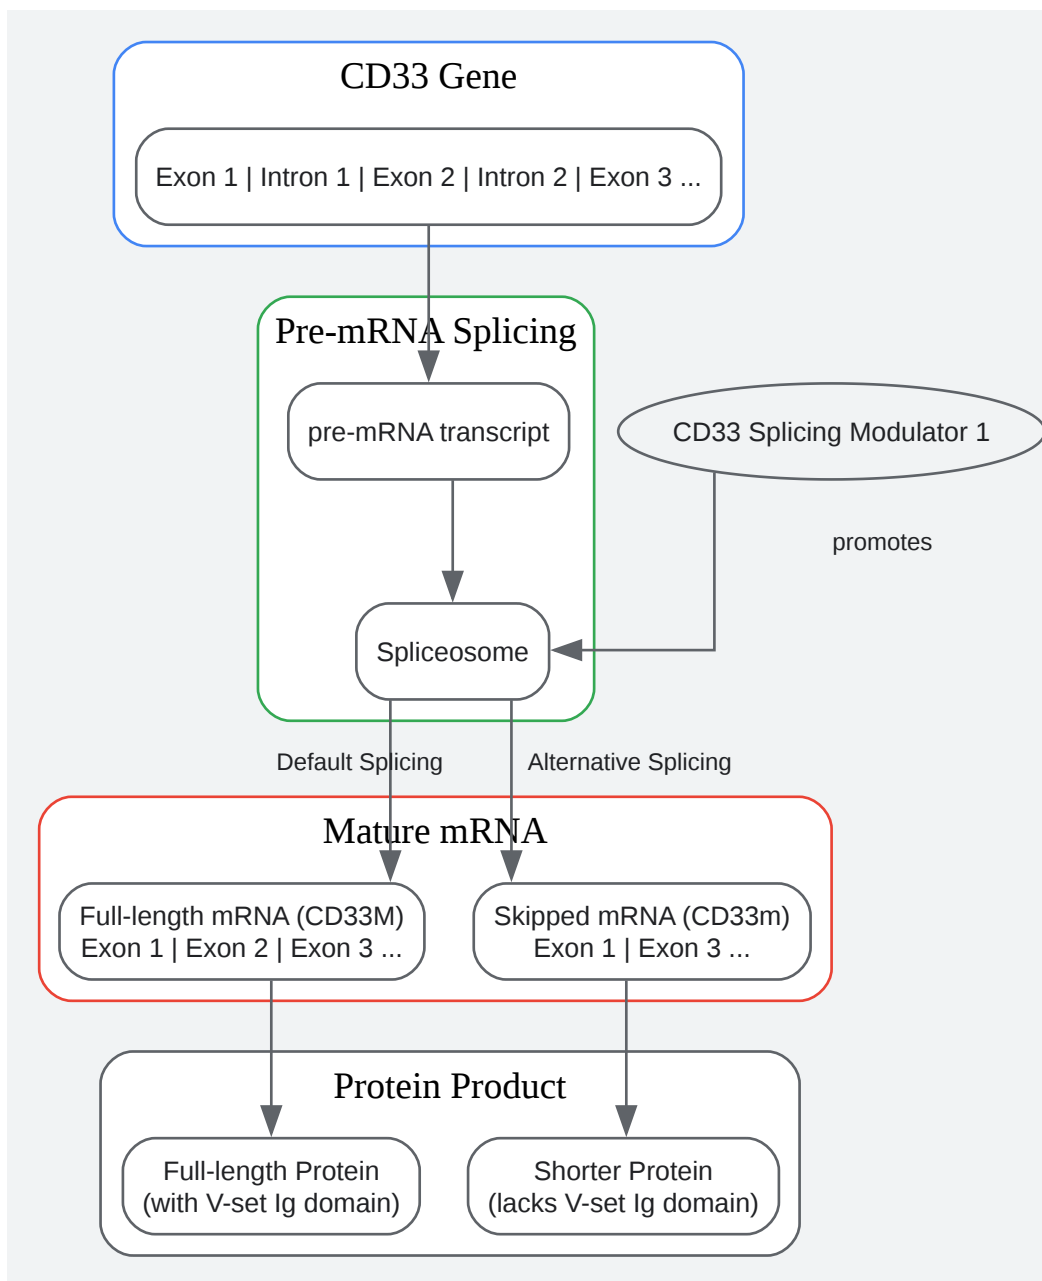 CD33 Gene
Exon 1 | Intron 1 | Exon 2 | Intron 2 | Exon 3 ...
Pre-mRNA Splicing
pre-mRNA transcript
CD33 Splicing Modulator 1
promotes
Spliceosome
Default Splicing
Alternative Splicing
Mature mRNA
Full-length mRNA (CD33M)
Exon 1 | Exon 2 | Exon 3 ...
Skipped mRNA (CD33m)
Exon 1 | Exon 3 ...
Protein Product
Full-length Protein
(with V-set Ig domain)
Shorter Protein
(lacks V-set Ig domain)